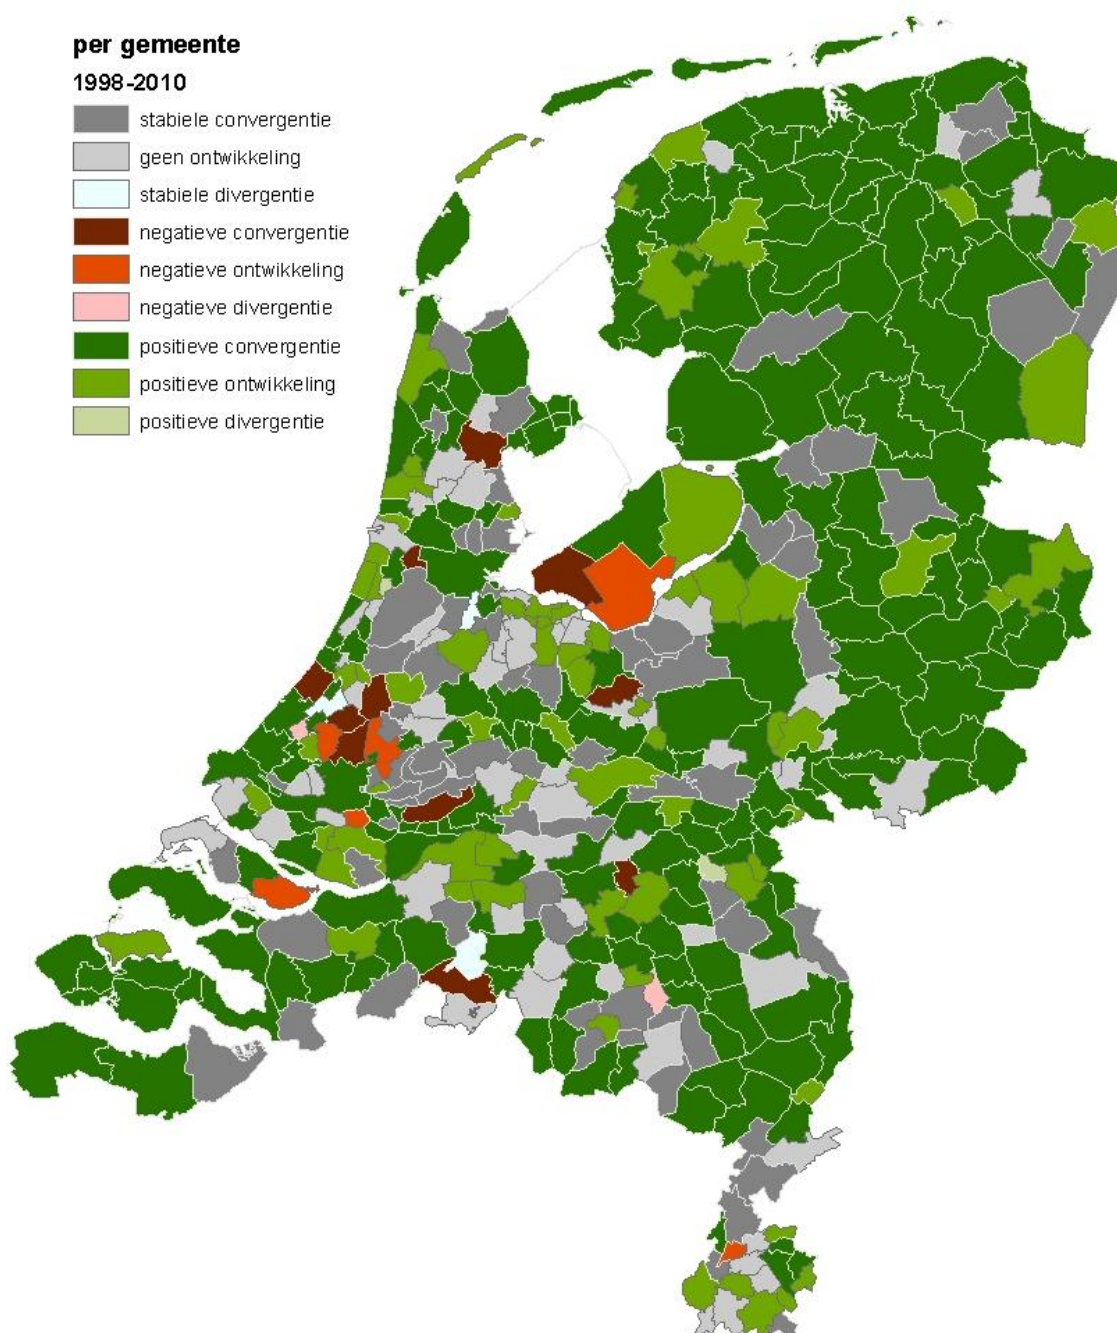 per gemeente
1998-2010
stabiele convergentie
geen ontwikkeling
stabiele divergentie
negatieve convergentie
negatieve ontwikkeling
negatieve divergentie
positieve convergentie
positieve ontwikkeling
positieve divergentie